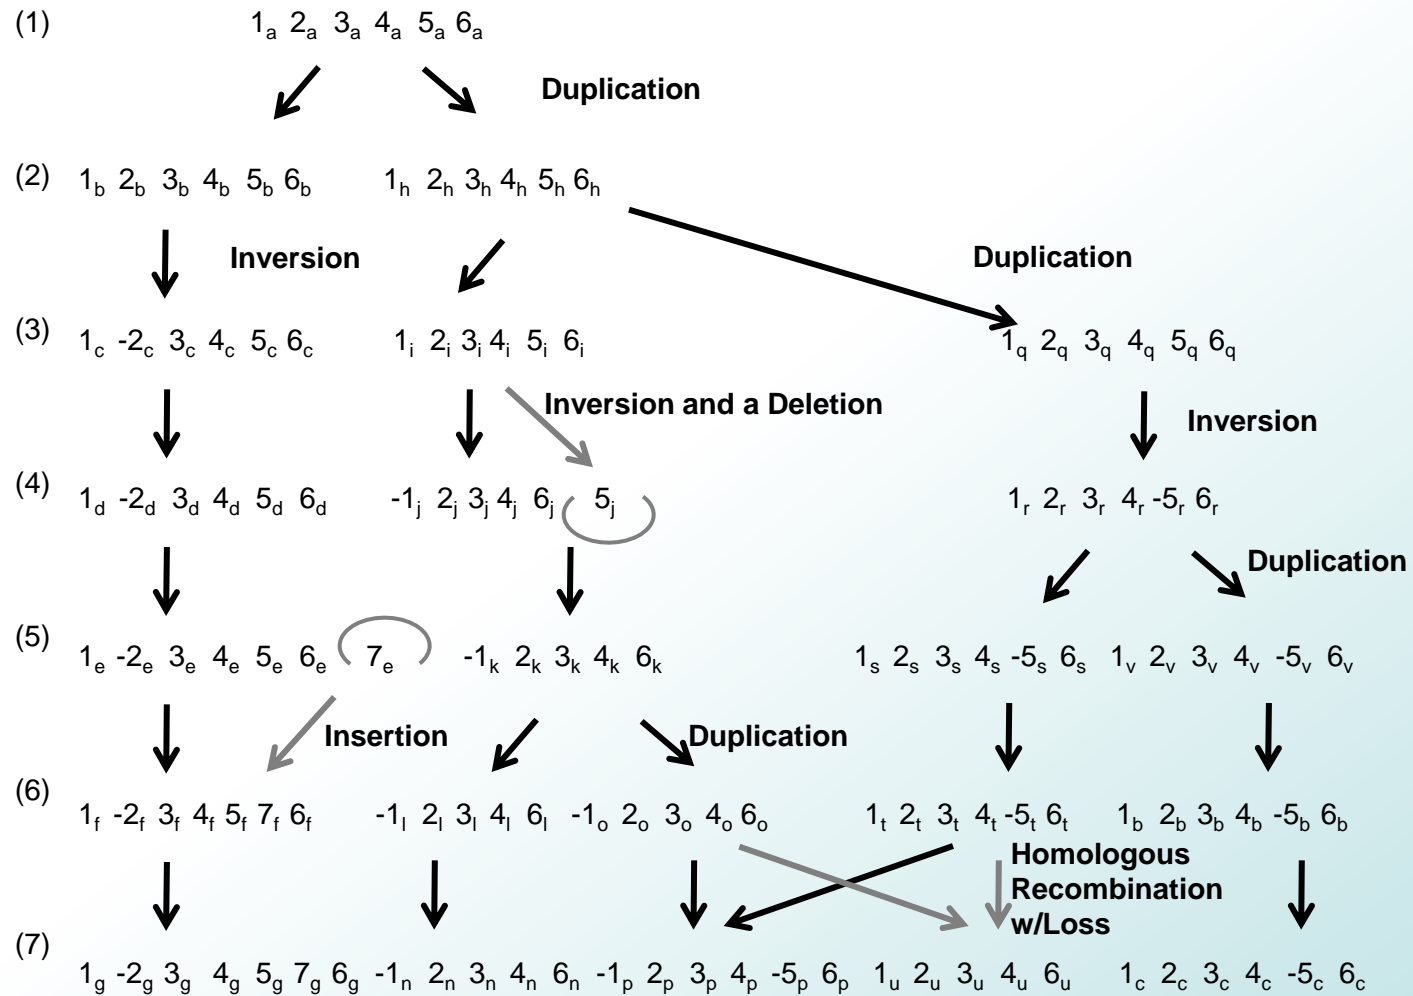 (1) 1a 2a 3a 4a 5a 6a
Duplication
(2) 1b 2b 3b 4b 5b 6b 1h 2h 3h 4h 5h 6h
Inversion Duplication
(3) 1c -2c 3c 4c 5c 6c 1i 2i 3i 4i 5i 6i 1q 2q 3q 4q 5q 6q
Inversion and a Deletion Inversion
(4) 1d -2d 3d 4d 5d 6d -1j 2j 3j 4j 6j 5j 1r 2r 3r 4r -5r 6r
Duplication
(5) 1e -2e 3e 4e 5e 6e 7e -1k 2k 3k 4k 6k 1s 2s 3s 4s -5s 6s 1v 2v 3v 4v -5v 6v
Insertion Duplication
(6) 1f -2f 3f 4f 5f 7f 6f -1l 2l 3l 4l 6l -1o 2o 3o 4o 6o 1t 2t 3t 4t -5t 6t 1b 2b 3b 4b -5b 6b
Homologous
Recombination
w/Loss
(7) 1g -2g 3g 4g 5g 7g 6g -1n 2n 3n 4n 6n -1p 2p 3p 4p -5p 6p 1u 2u 3u 4u 6u 1c 2c 3c 4c -5c 6c